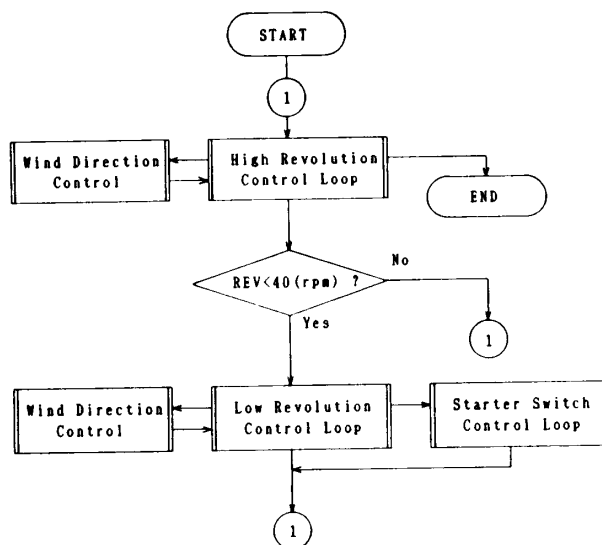 START
1
Wind Direction
Control
High Revolution
Control Loop
END
REV<40(rpm) ?
No
Yes
1
Wind Direction
Control
Low Revolution
Control Loop
Starter Switch
Control Loop
1